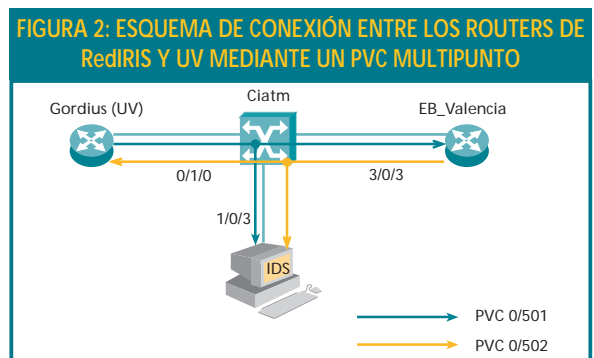 FIGURA 2: ESQUEMA DE CONEXIÓN ENTRE LOS ROUTERS DE
RedIRIS Y UV MEDIANTE UN PVC MULTIPUNTO
Ciatm
Gordius (UV)
EB_Valencia
0/1/0
3/0/3
1/0/3
IDS
PVC 0/501
PVC 0/502